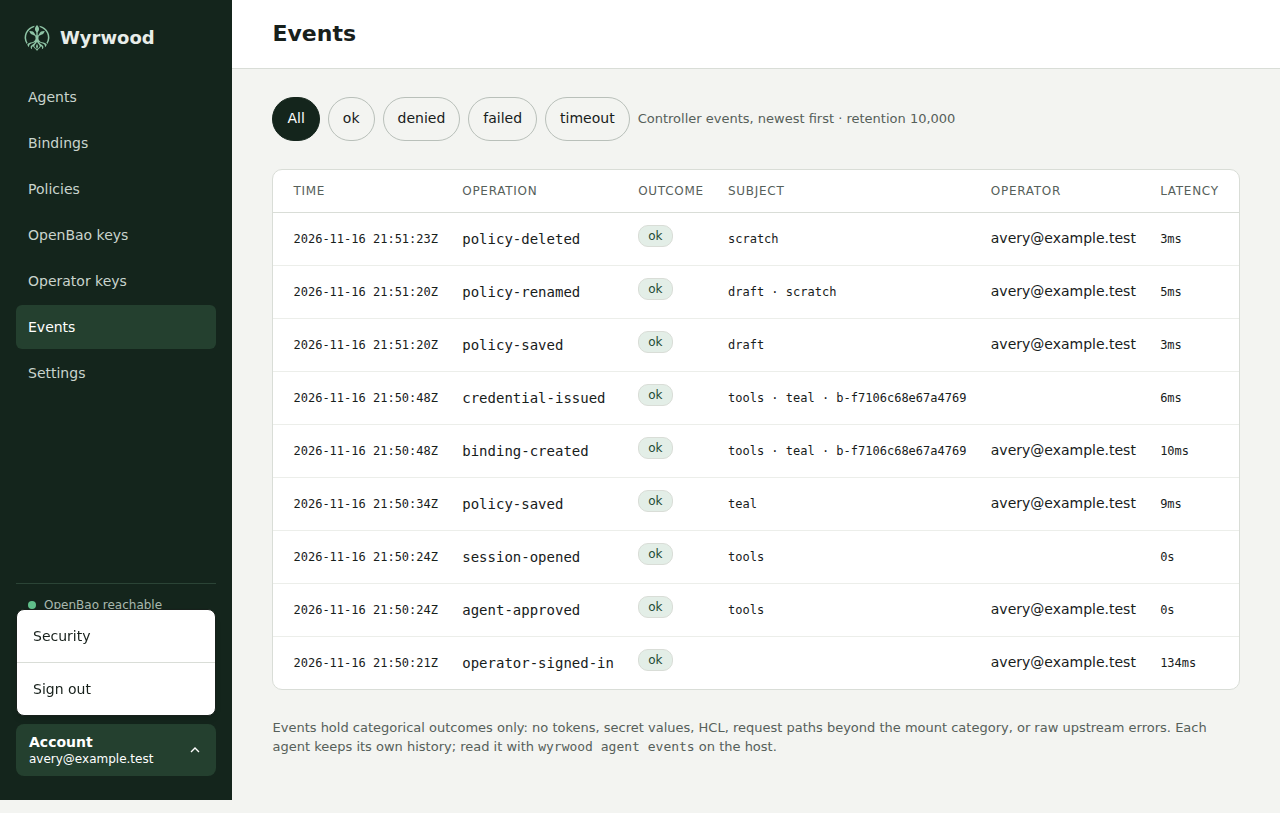 Wyrwood
Agents
Bindings
Policies
OpenBao keys
Operator keys
Events
Settings
OpenBao reachable
Security
Sign out
Account
avery@example.test
Events
All ok denied failed timeout Controller events, newest first · retention 10,000
TIME OPERATION OUTCOME SUBJECT OPERATOR LATENCY
2026-11-16 21:51:23Z policy-deleted ok scratch avery@example.test 3ms
2026-11-16 21:51:20Z policy-renamed ok draft · scratch avery@example.test 5ms
2026-11-16 21:51:20Z policy-saved ok draft avery@example.test 3ms
2026-11-16 21:50:48Z credential-issued ok tools · teal · b-f7106c68e67a4769 6ms
2026-11-16 21:50:48Z binding-created ok tools · teal · b-f7106c68e67a4769 avery@example.test 10ms
2026-11-16 21:50:34Z policy-saved ok teal avery@example.test 9ms
2026-11-16 21:50:24Z session-opened ok tools 0s
2026-11-16 21:50:24Z agent-approved ok tools avery@example.test 0s
2026-11-16 21:50:21Z operator-signed-in ok avery@example.test 134ms
Events hold categorical outcomes only: no tokens, secret values, HCL, request paths beyond the mount category, or raw upstream errors. Each
agent keeps its own history; read it with wyrwood agent events on the host.